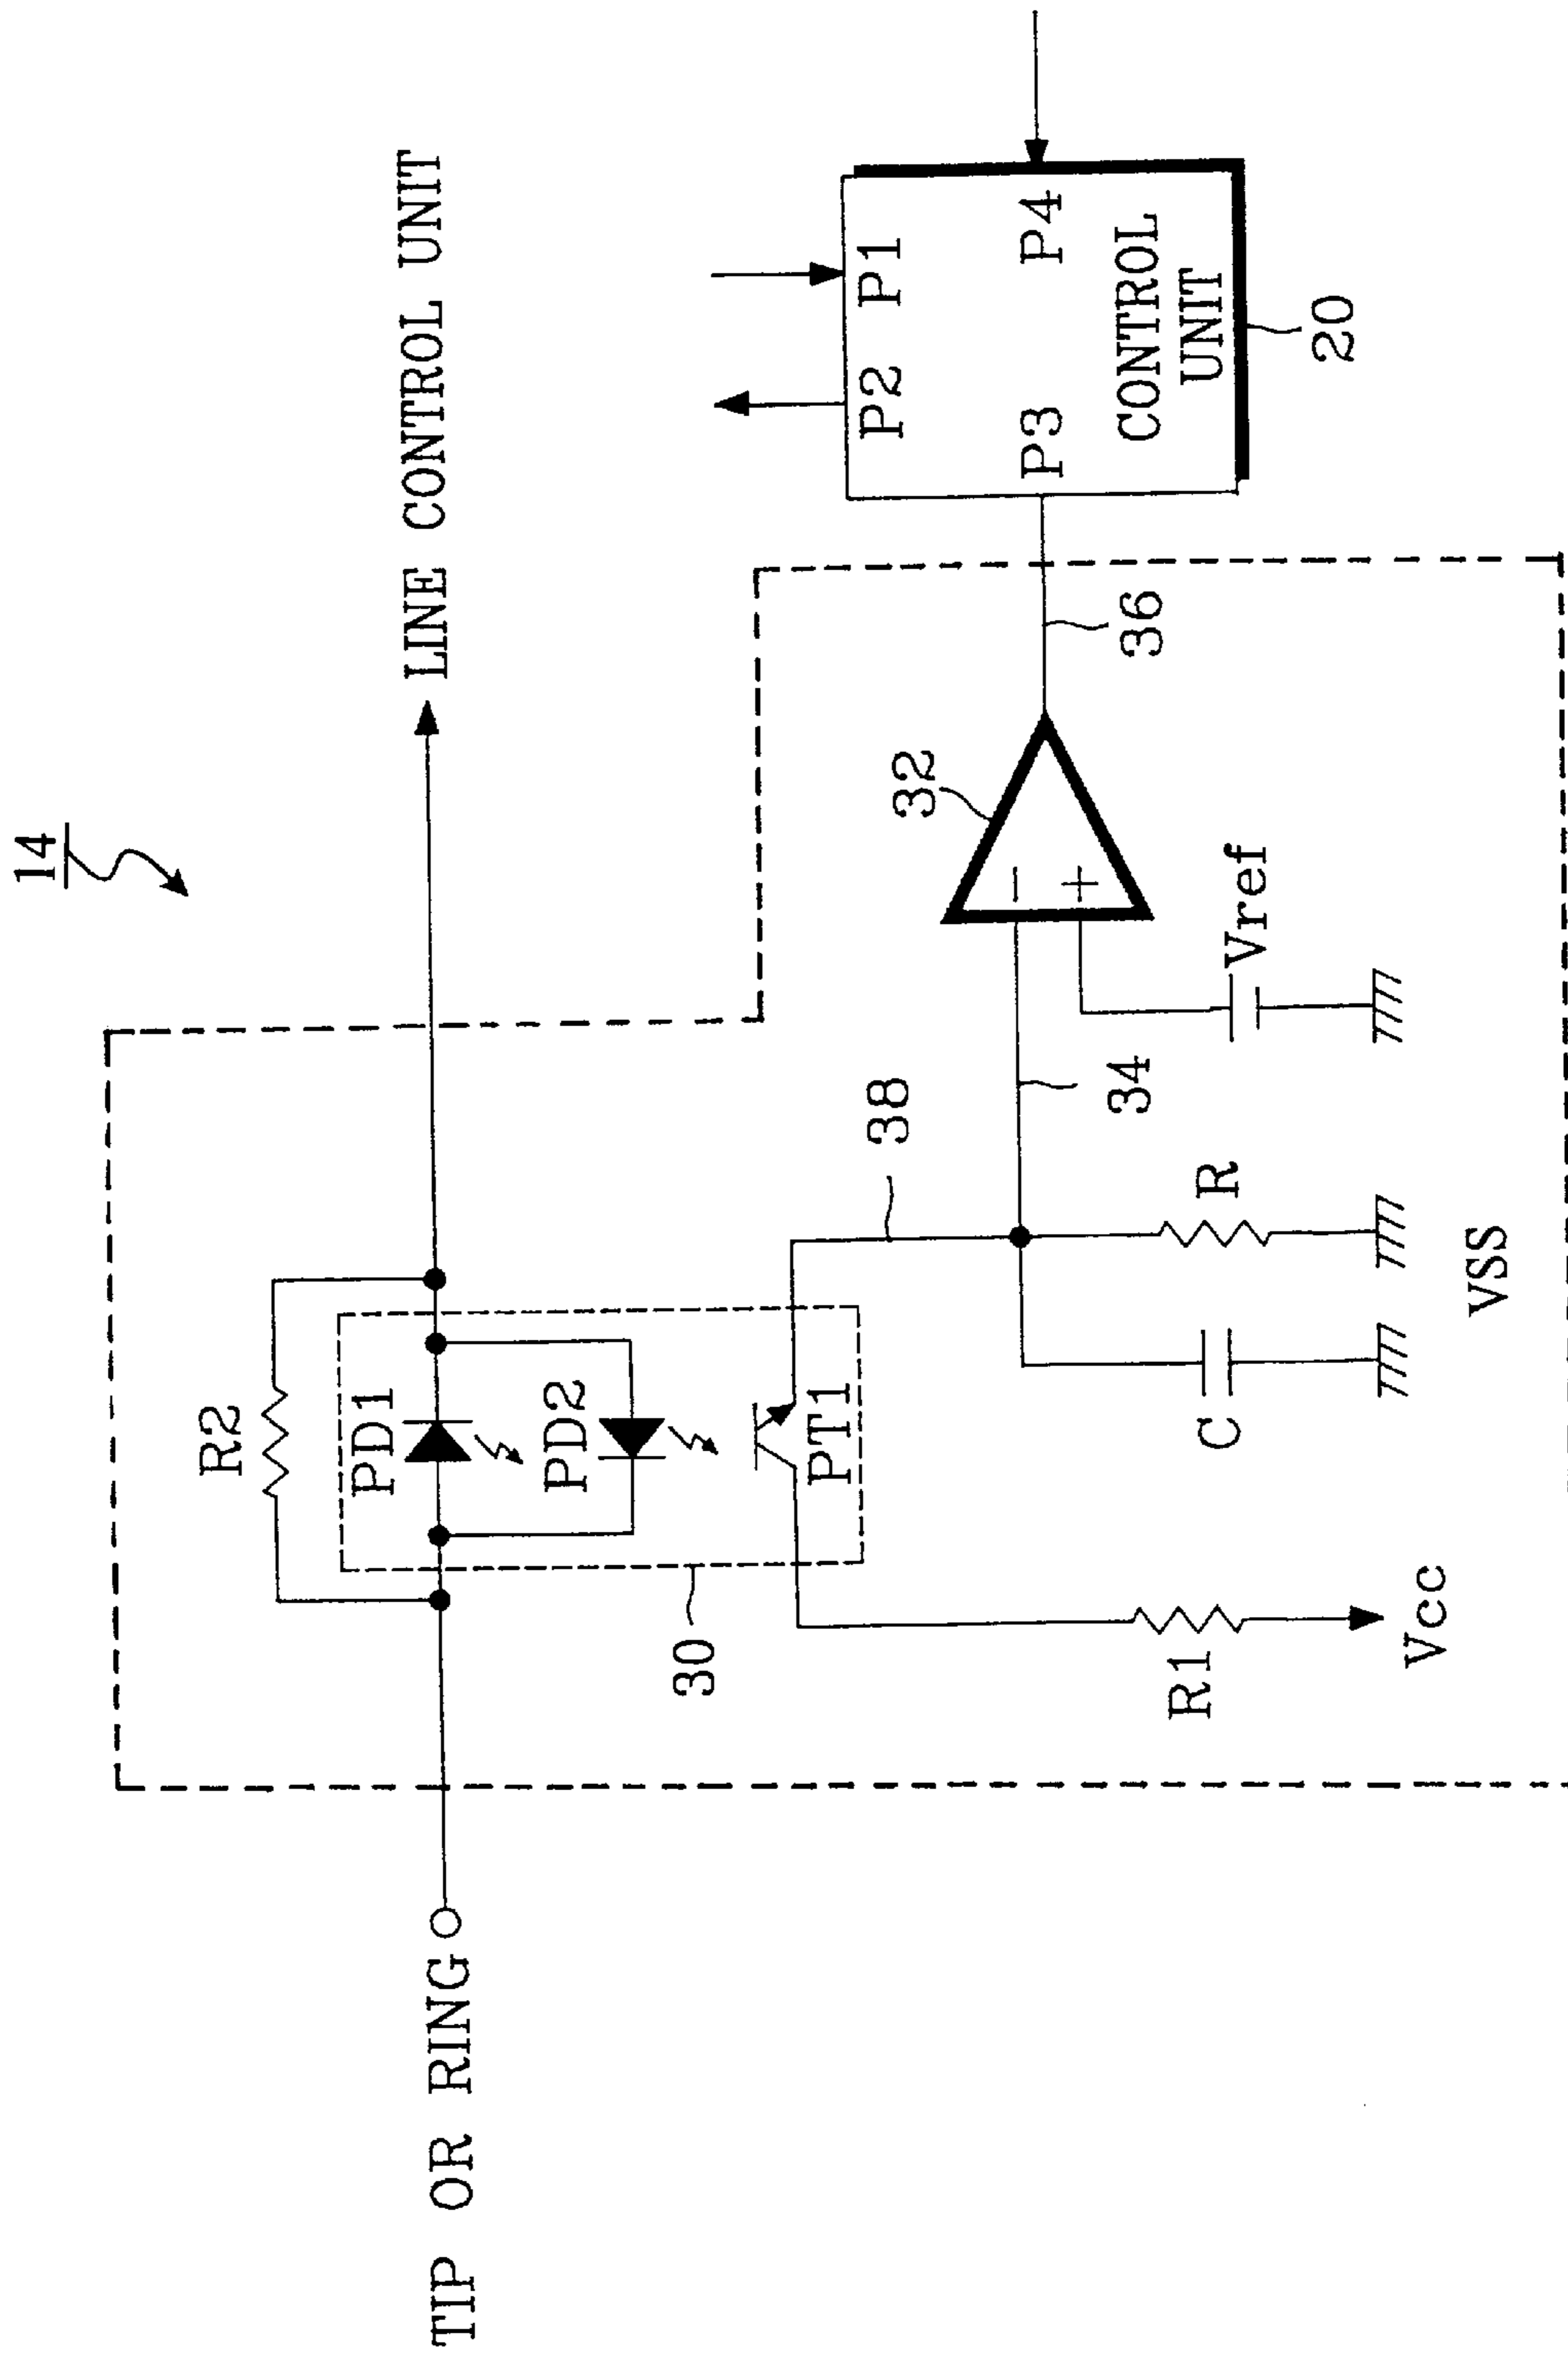 14
LINE CONTROL UNIT
TIP OR RING
R2
PD1
PD2
PT1
30
38
R1
Vcc
C
R
VSS
34
Vref
32
36
P2
P1
P3
P4
CONTROL
UNIT
20